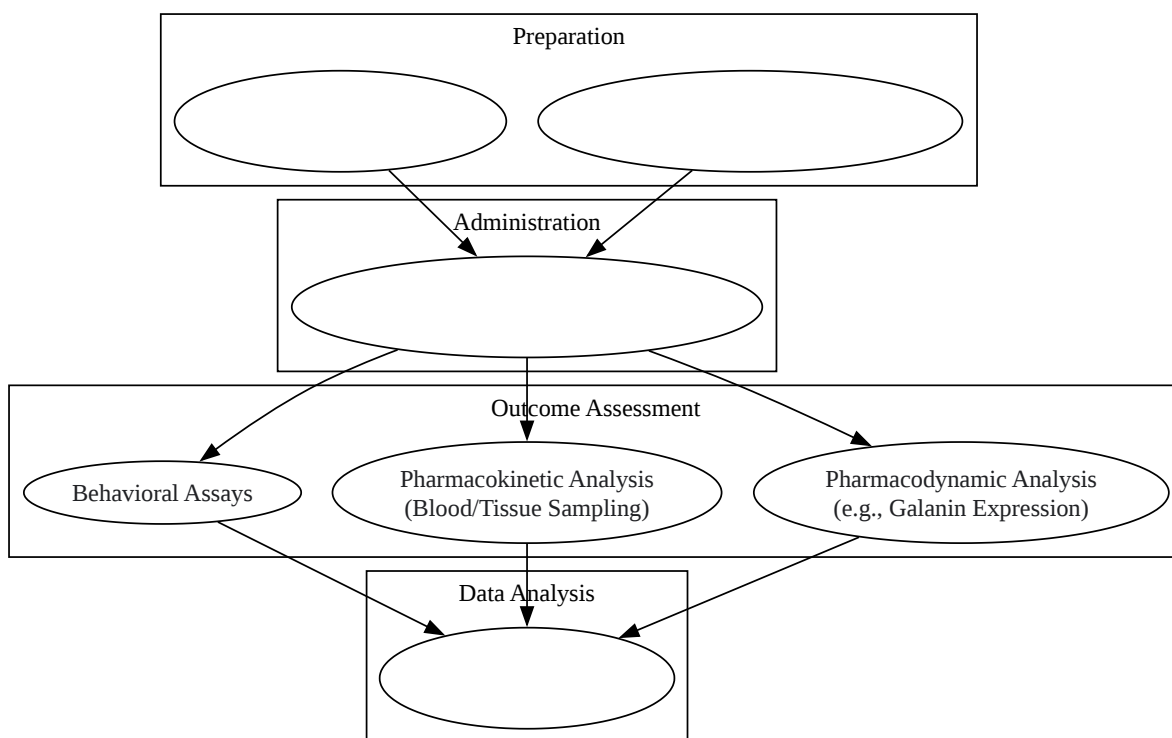 Preparation
Administration
Outcome Assessment
Behavioral Assays
Pharmacokinetic Analysis
(Blood/Tissue Sampling)
Pharmacodynamic Analysis
(e.g., Galanin Expression)
Data Analysis